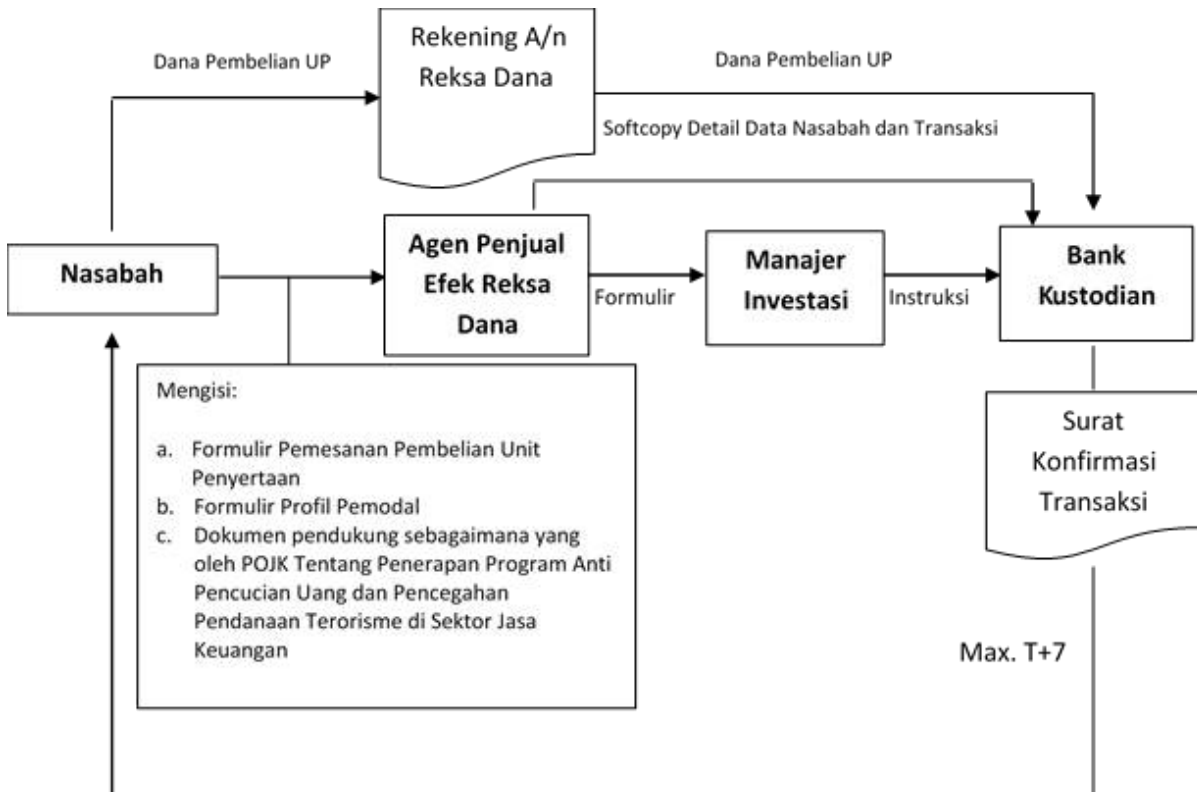 Rekening A/n
Reksa Dana
Dana Pembelian UP
Dana Pembelian UP
Softcopy Detail Data Nasabah dan Transaksi
Nasabah
Agen Penjual
Efek Reksa
Dana
Formulir
Manajer
Investasi
Instruksi
Bank
Kustodian
Mengisi:
a. Formulir Pemesanan Pembelian Unit
Penyertaan
b. Formulir Profil Pemodal
c. Dokumen pendukung sebagaimana yang
oleh POJK Tentang Penerapan Program Anti
Pencucian Uang dan Pencegahan
Pendanaan Terorisme di Sektor Jasa
Keuangan
Surat
Konfirmasi
Transaksi
Max. T+7